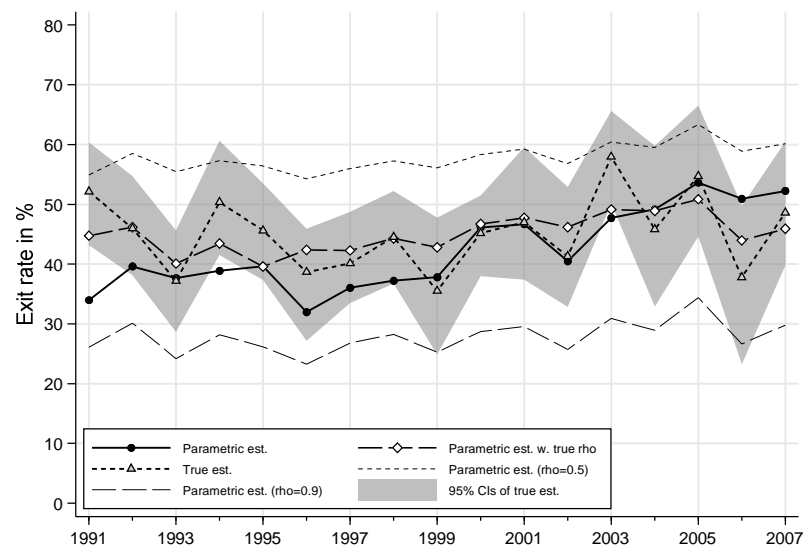 80
70
60
50
40
30
20
10
0
Exit rate in %
Parametric est.
Parametric est. w. true rho
True est.
Parametric est. (rho=0.5)
Parametric est. (rho=0.9)
95% CIs of true est.
1991 1993 1995 1997 1999 2001 2003 2005 2007